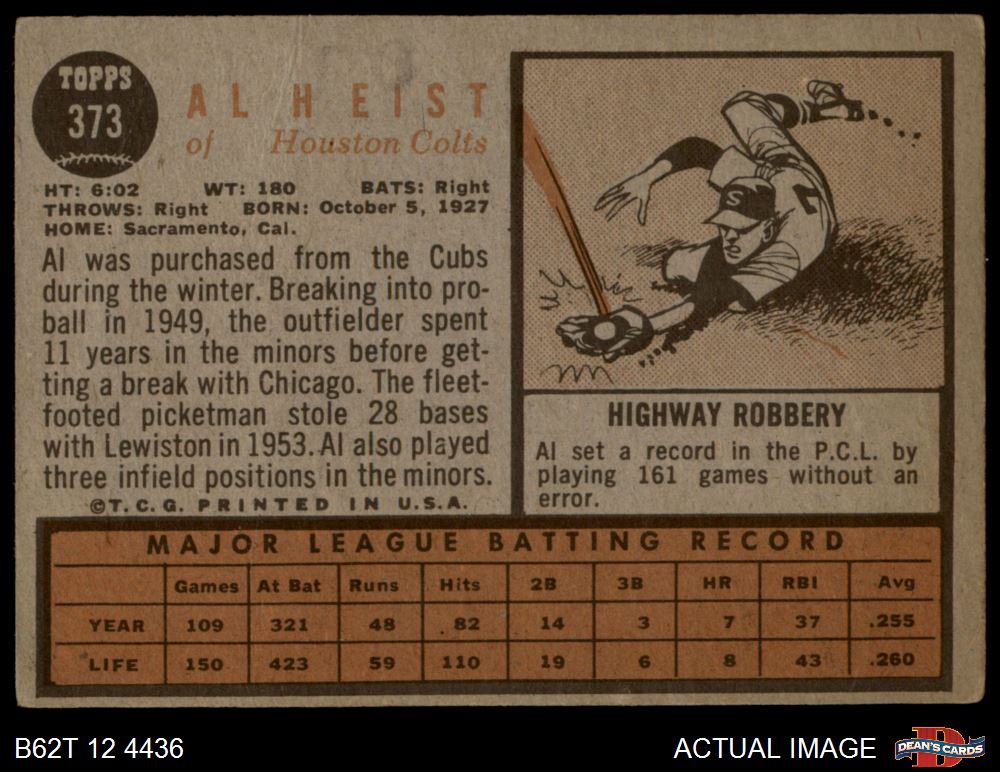 TOPPS
373
AL HEIST
of Houston Colts
HT: 6:02 WT: 180 BATS: Right
THROWS: Right BORN: October 5, 1927
HOME: Sacramento, Cal.
Al was purchased from the Cubs
during the winter. Breaking into pro-
ball in 1949, the outfielder spent
11 years in the minors before get-
ting a break with Chicago. The fleet-
footed picketman stole 28 bases
with Lewiston in 1953. Al also played
three infield positions in the minors.
©T.C.G. PRINTED IN U.S.A.
S
HIGHWAY ROBBERY
Al set a record in the P.C.L. by
playing 161 games without an
error.
MAJOR LEAGUE BATTING RECORD
Games At Bat Runs Hits 2B 3B HR RBI Avg
YEAR 109 321 48 82 14 3 7 37 .255
LIFE 150 423 59 110 19 6 8 43 .260
B62T 12 4436
ACTUAL IMAGE
D
DEAN'S CARDS